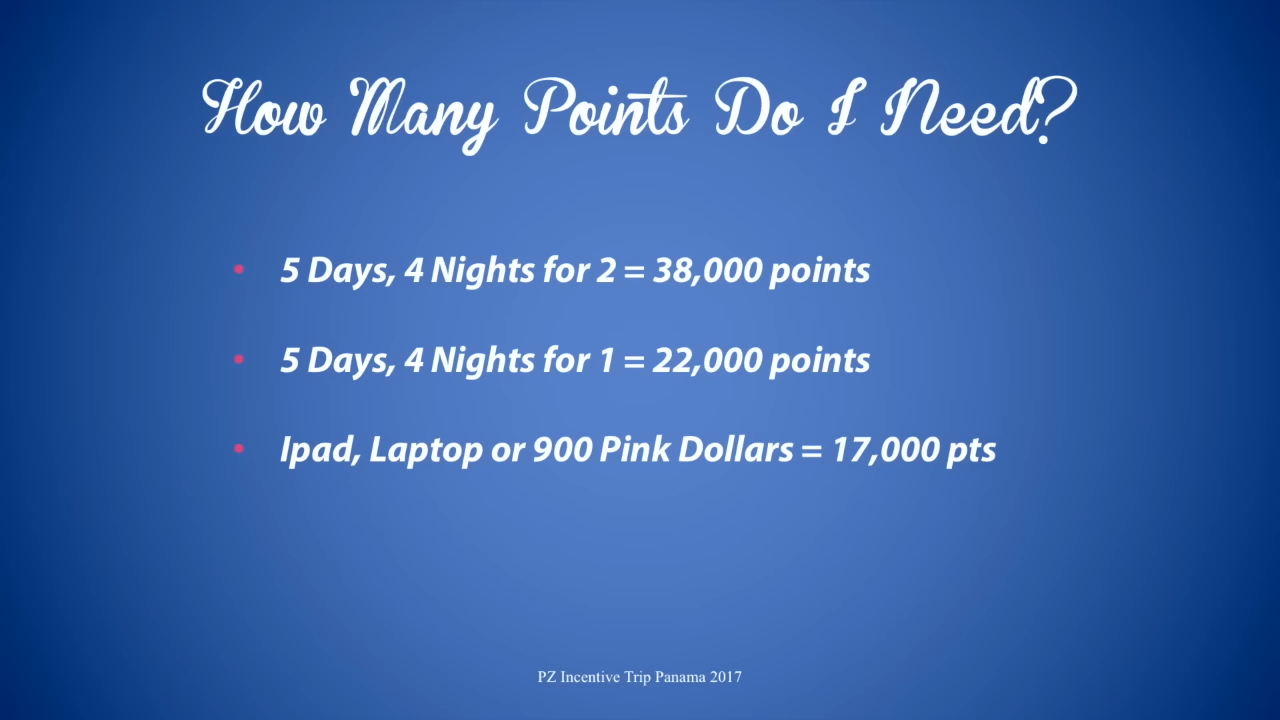 How Many Points Do I Need?
• 5 Days, 4 Nights for 2 = 38,000 points
• 5 Days, 4 Nights for 1 = 22,000 points
• Ipad, Laptop or 900 Pink Dollars = 17,000 pts
PZ Incentive Trip Panama 2017